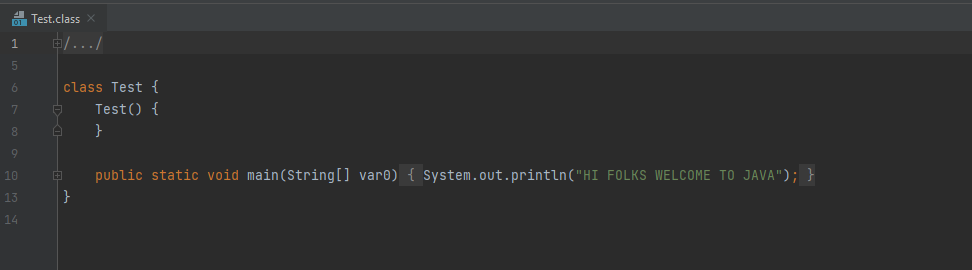 Test.class
1 /.../
5
6 class Test {
7 Test() {
8 }
9
10 public static void main(String[] var0) { System.out.println("HI FOLKS WELCOME TO JAVA"); }
13 }
14